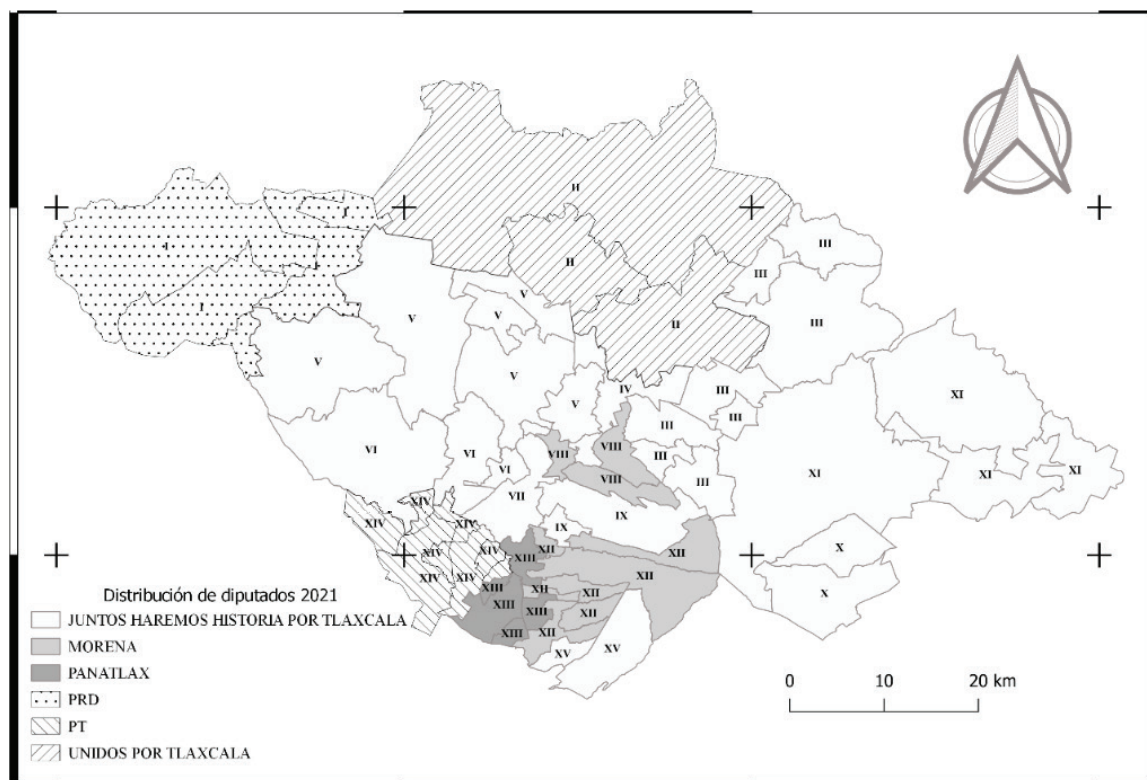 II
I
III
I
II
III
V
I
V
II
III
V
V
V
IV
III
XI
III
III
VI
VI
VIII
VIII
III
VI
VIII
III
XI
XI
XI
XIV
VII
XIV
XIV
IX
IX
XIV
XIV
XIII
XII
XII
X
XIV
XIV
XIII
XII
XII
XII
X
XIII
XIII
XII
XIII
XII
XV
XV
Distribución de diputados 2021
JUNTOS HAREMOS HISTORIA POR TLAXCALA
MORENA
PANATLAX
PRD
PT
UNIDOS POR TLAXCALA
0 10 20 km